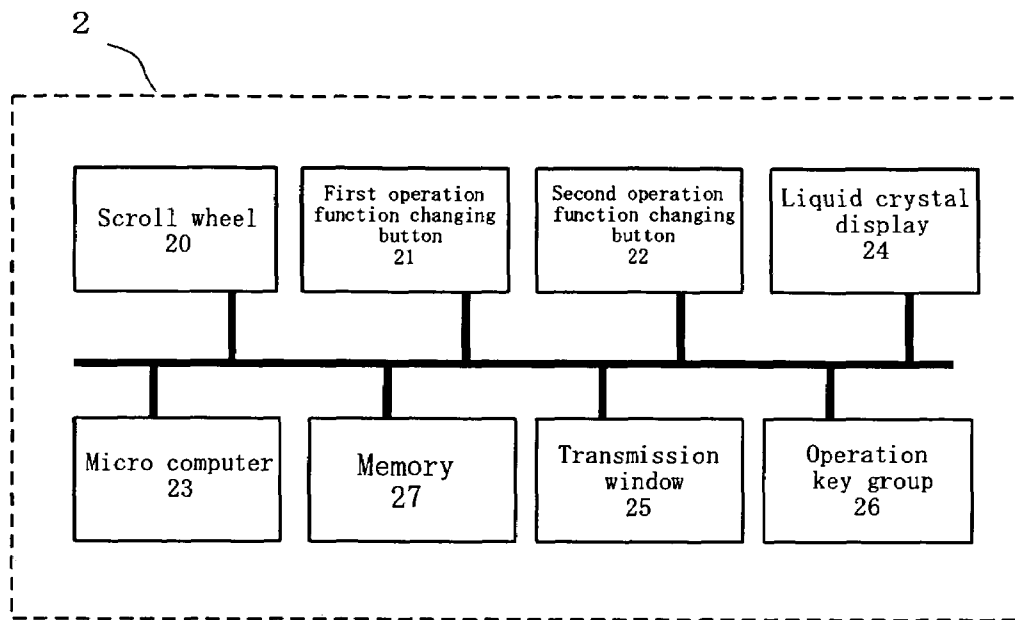 2
Scroll wheel
20
First operation
function changing
button
21
Second operation
function changing
button
22
Liquid crystal
display
24
Micro computer
23
Memory
27
Transmission
window
25
Operation
key group
26